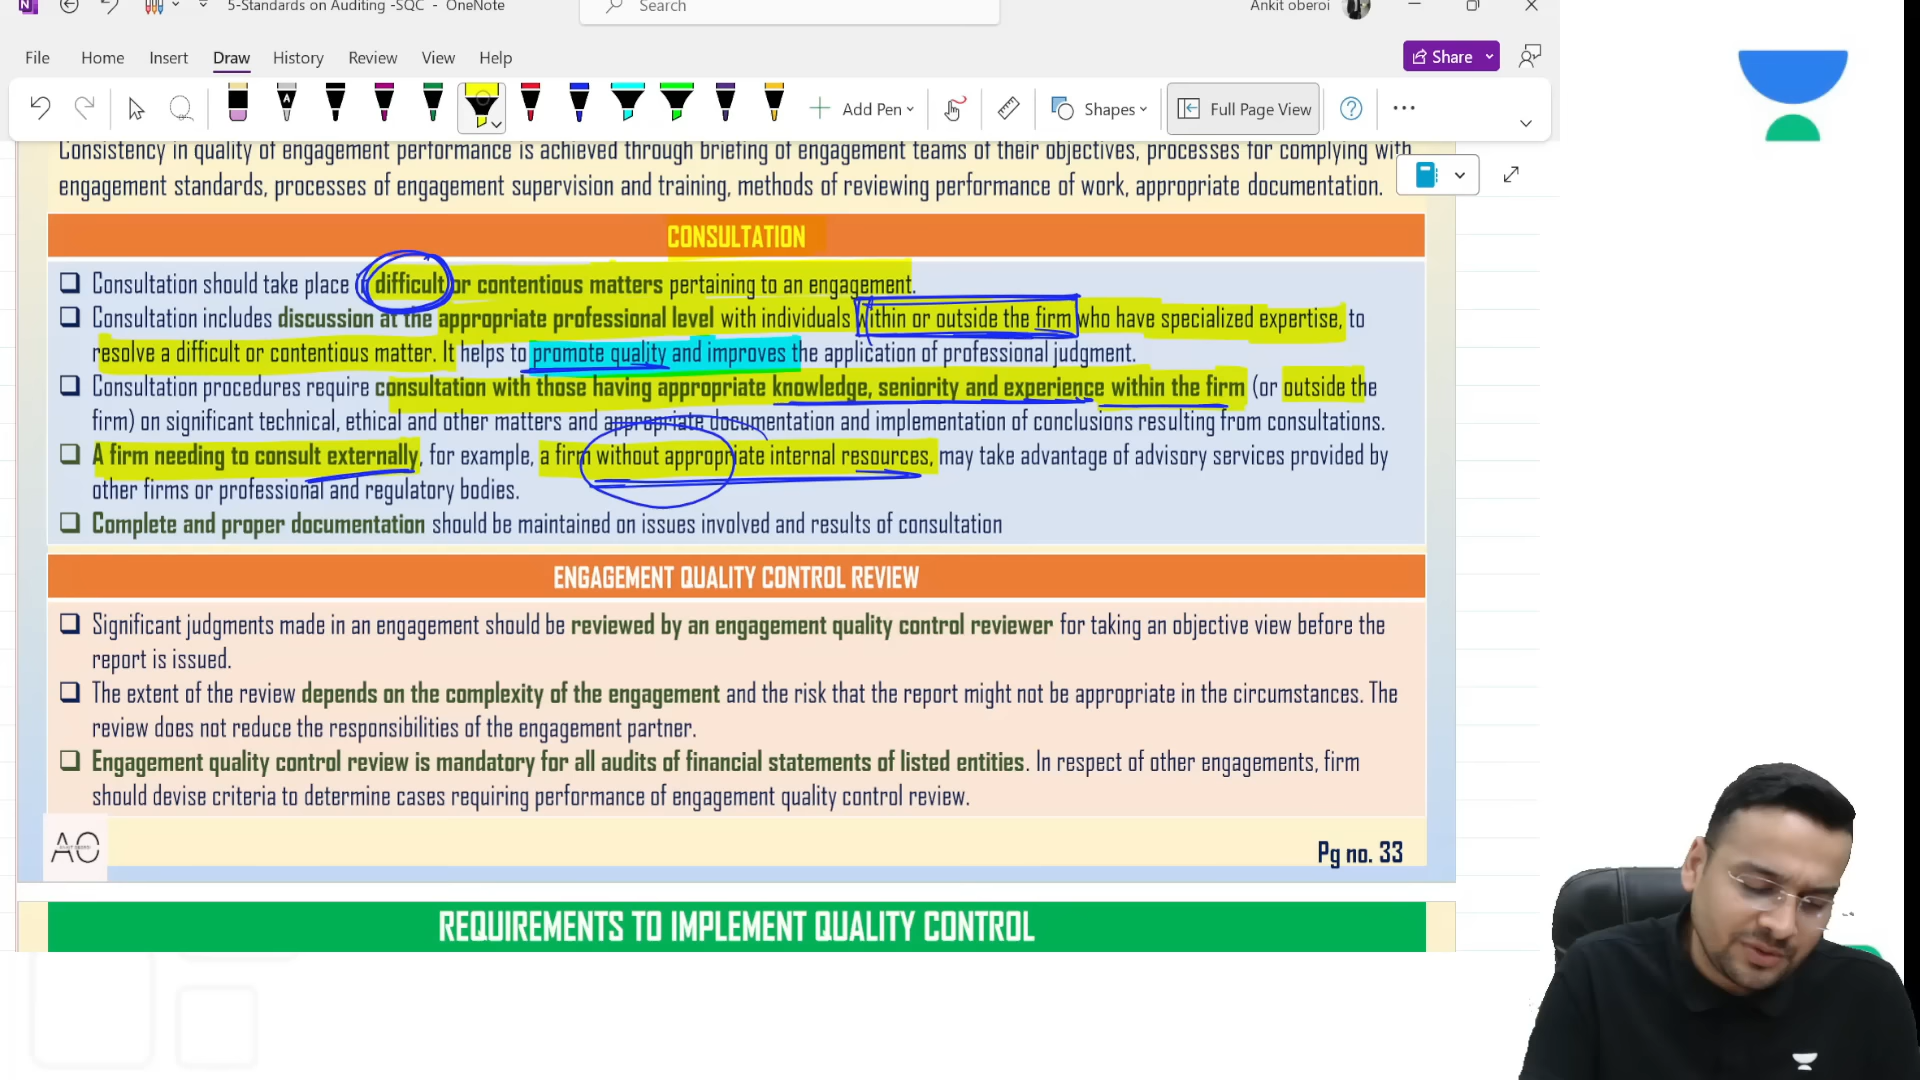 5-Standards on Auditing -SQC - OneNote
Search
Ankit oberoi
File Home Insert Draw History Review View Help
Share
Add Pen
Shapes
Full Page View
Consistency in quality of engagement performance is achieved through briefing of engagement teams of their objectives, processes for complying with
engagement standards, processes of engagement supervision and training, methods of reviewing performance of work, appropriate documentation.
CONSULTATION
Consultation should take place difficult or contentious matters pertaining to an engagement.
Consultation includes discussion at the appropriate professional level with individuals within or outside the firm who have specialized expertise, to
resolve a difficult or contentious matter. It helps to promote quality and improves the application of professional judgment.
Consultation procedures require consultation with those having appropriate knowledge, seniority and experience within the firm (or outside the
firm) on significant technical, ethical and other matters and appropriate documentation and implementation of conclusions resulting from consultations.
A firm needing to consult externally, for example, a firm without appropriate internal resources, may take advantage of advisory services provided by
other firms or professional and regulatory bodies.
Complete and proper documentation should be maintained on issues involved and results of consultation
ENGAGEMENT QUALITY CONTROL REVIEW
Significant judgments made in an engagement should be reviewed by an engagement quality control reviewer for taking an objective view before the
report is issued.
The extent of the review depends on the complexity of the engagement and the risk that the report might not be appropriate in the circumstances. The
review does not reduce the responsibilities of the engagement partner.
Engagement quality control review is mandatory for all audits of financial statements of listed entities. In respect of other engagements, firm
should devise criteria to determine cases requiring performance of engagement quality control review.
AO
Pg no. 33
REQUIREMENTS TO IMPLEMENT QUALITY CONTROL